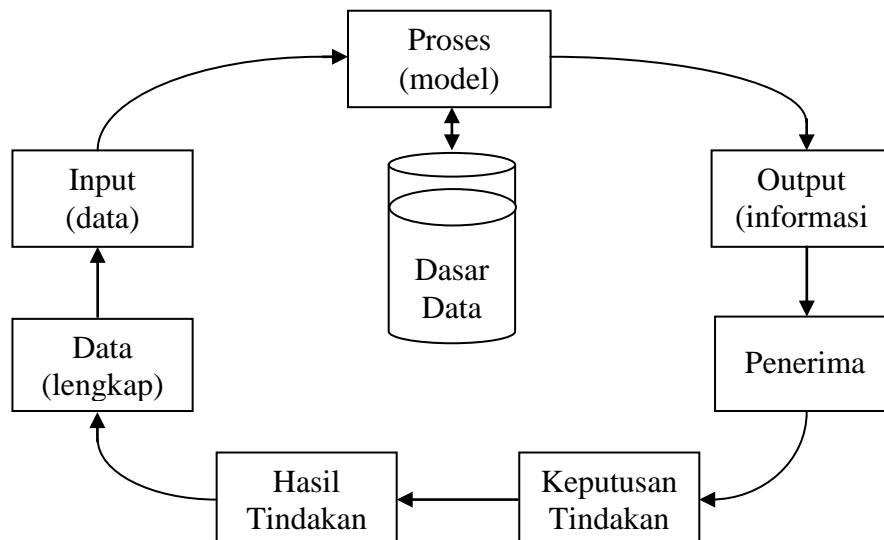 Proses
(model)
Input
(data)
Output
(informasi
Dasar
Data
Data
(lengkap)
Penerima
Hasil
Tindakan
Keputusan
Tindakan